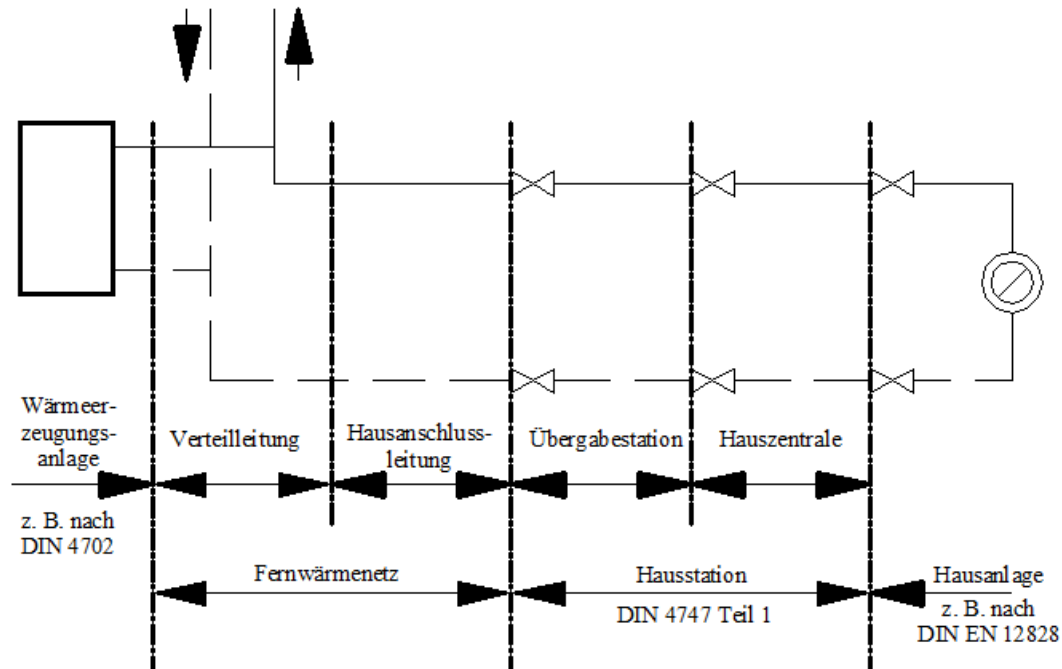 Wärmeer-
zeugungs-
anlage
Verteilleitung
Hausanschluss-
leitung
Übergabestation
Hauszentrale
z. B. nach
DIN 4702
Fernwärmenetz
Hausstation
DIN 4747 Teil 1
Hausanlage
z. B. nach
DIN EN 12828